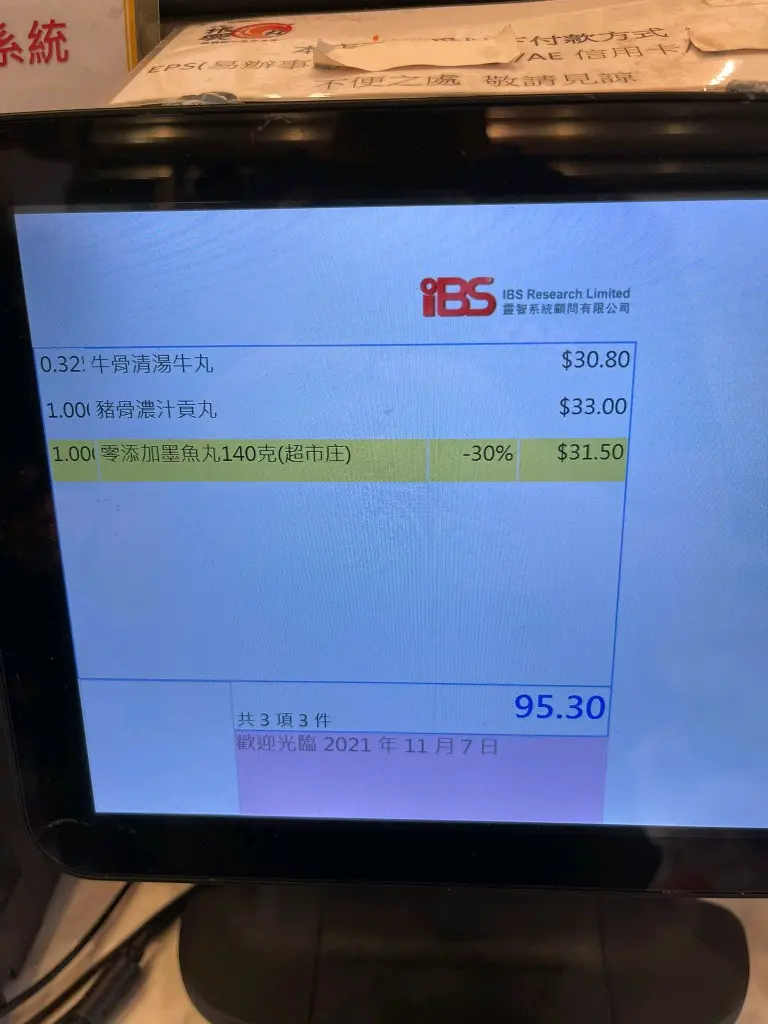 系統
付款方式
EPS(易辦事 /AE 信用卡
不便之處 敬請見諒
iBS IBS Research Limited
靈智系統顧問有限公司
0.32 牛骨清湯牛丸 $30.80
1.00 豬骨濃汁貢丸 $33.00
1.00 零添加墨魚丸140克(超市庄) -30% $31.50
共 3 項 3 件 95.30
歡迎光臨 2021 年 11 月 7 日